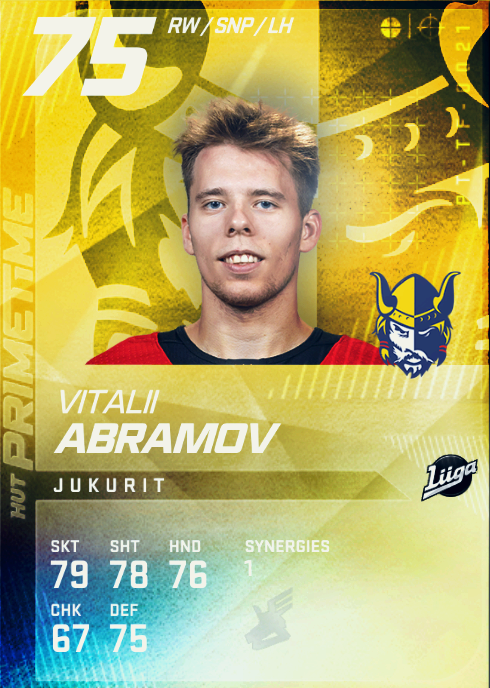 75
RW / SNP / LH
HUT PRIMETIME
VITALII
ABRAMOV
JUKURIT
Liiga
SKT SHT HND SYNERGIES
79 78 76 1
CHK DEF
67 75